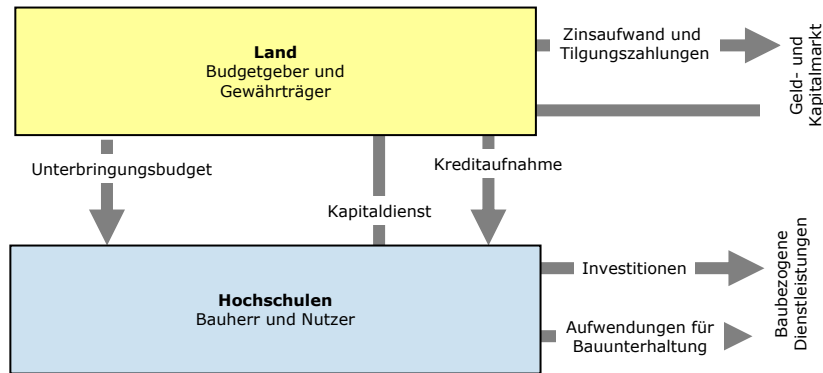 Land
Budgetgeber und
Gewährträger
Zinsaufwand und
Tilgungszahlungen
Geld- und
Kapitalmarkt
Unterbringungsbudget
Kapitaldienst
Kreditaufnahme
Hochschulen
Bauherr und Nutzer
Investitionen
Aufwendungen für
Bauunterhaltung
Baubezogene
Dienstleistungen